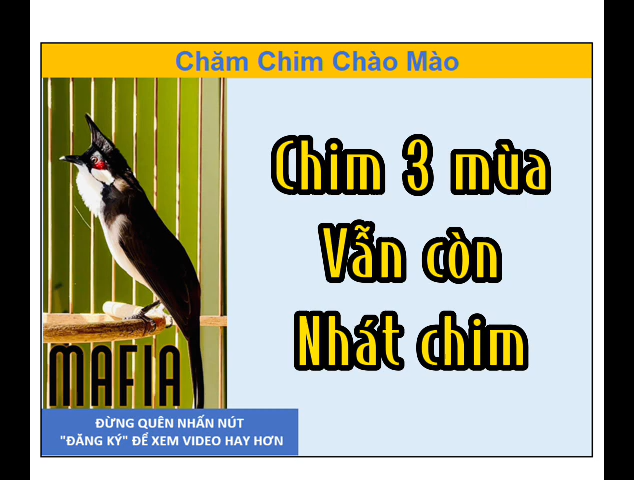 Chăm Chim Chào Mào
Chim 3 mùa
Vẫn còn
Nhát chim
MAFIA
ĐỪNG QUÊN NHẤN NÚT
"ĐĂNG KÝ" ĐỂ XEM VIDEO HAY HƠN